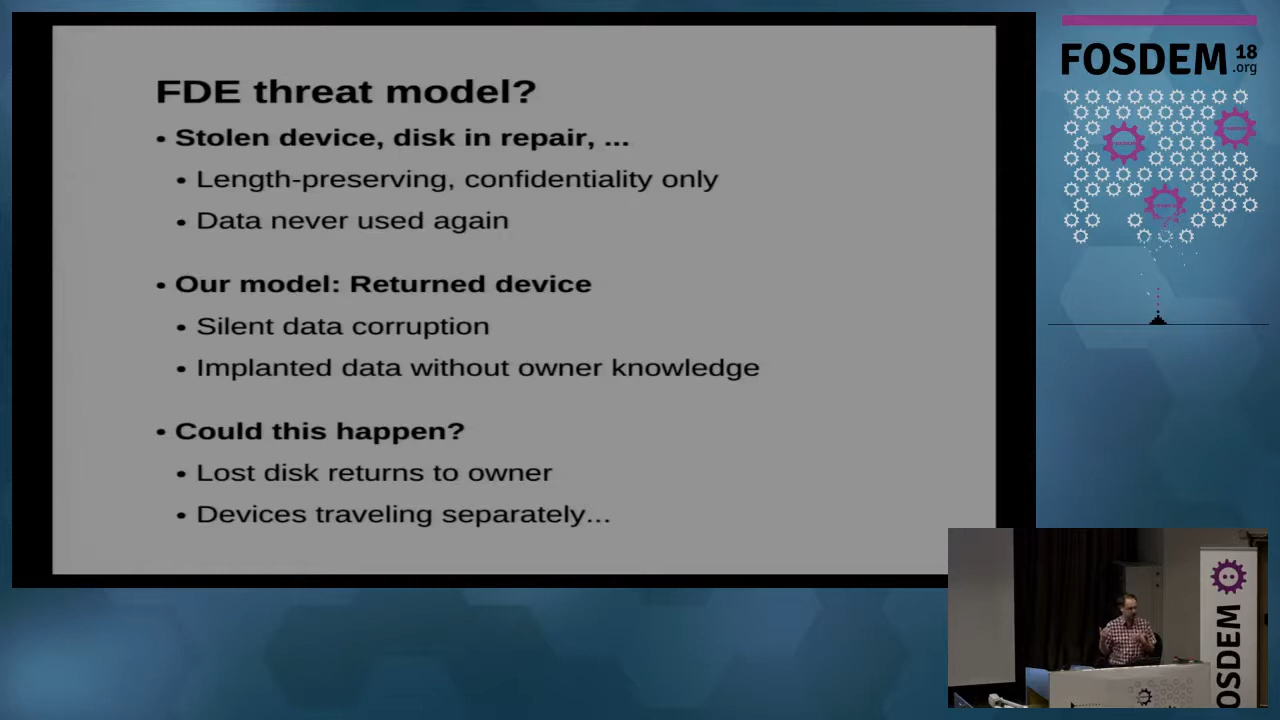 FDE threat model?
• Stolen device, disk in repair, ...
• Length-preserving, confidentiality only
• Data never used again
• Our model: Returned device
• Silent data corruption
• Implanted data without owner knowledge
• Could this happen?
• Lost disk returns to owner
• Devices traveling separately...
FOSDEM 18
.org
FOSDEM